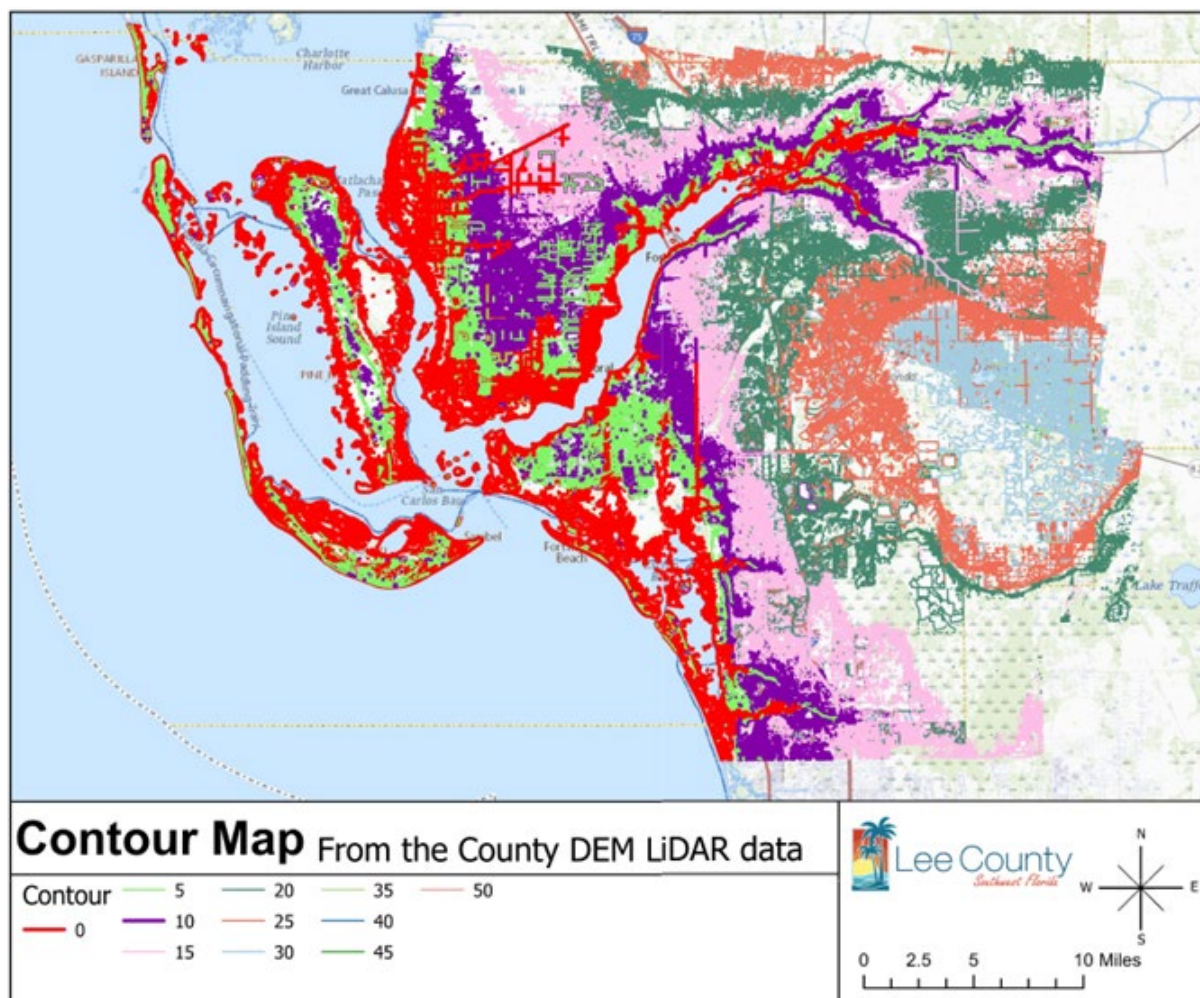 GASPARILLA
ISLAND
Charlotte
Harbor
75
Great Calusa
Pine
Island
Sound
San
Carlos Bay
Beach
Contour Map From the County DEM LiDAR data
Contour
0
5
10
15
20
25
30
35
40
45
50
Lee County
Southwest Florida
N
W
E
S
0 2.5 5 10 Miles